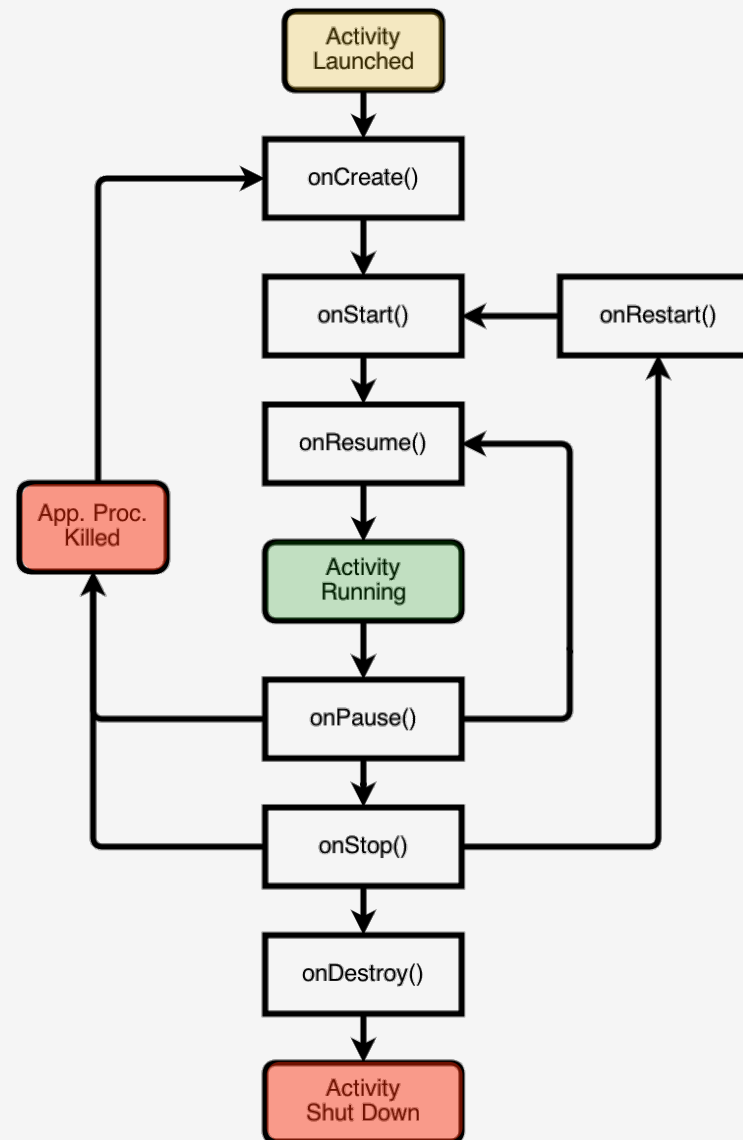 Activity
Launched
onCreate()
onStart()
onRestart()
onResume()
App. Proc.
Killed
Activity
Running
onPause()
onStop()
onDestroy()
Activity
Shut Down